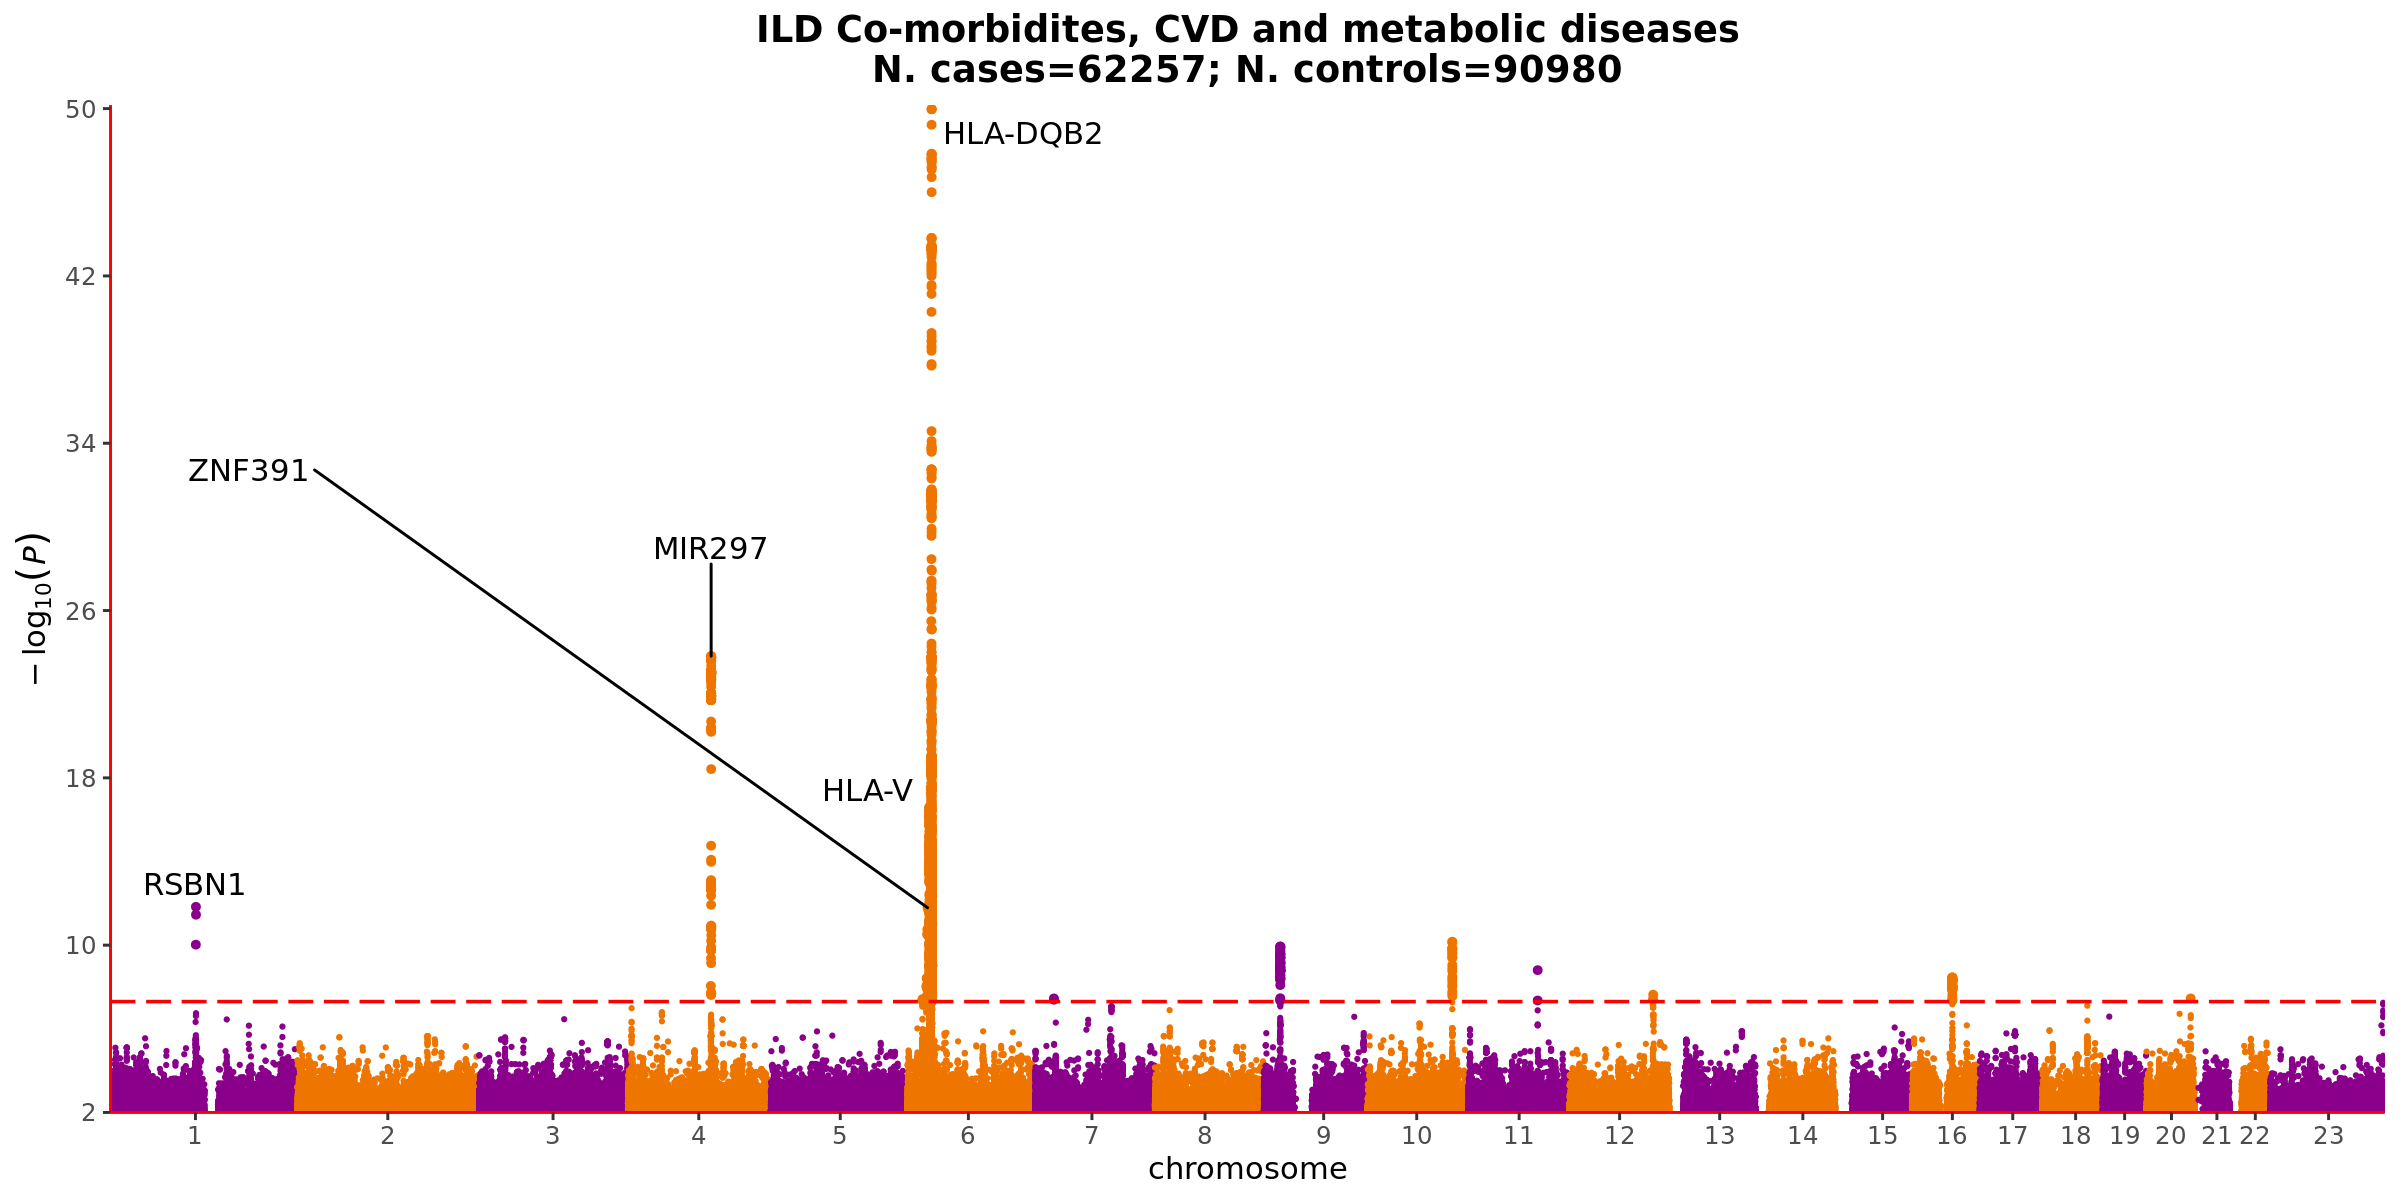 ILD Co-morbidites, CVD and metabolic diseases
N. cases=62257; N. controls=90980
50
42
34
26
18
10
2
−log10(P)
HLA-DQB2
ZNF391
MIR297
HLA-V
RSBN1
1 2 3 4 5 6 7 8 9 10 11 12 13 14 15 16 17 18 19 20 21 22 23
chromosome